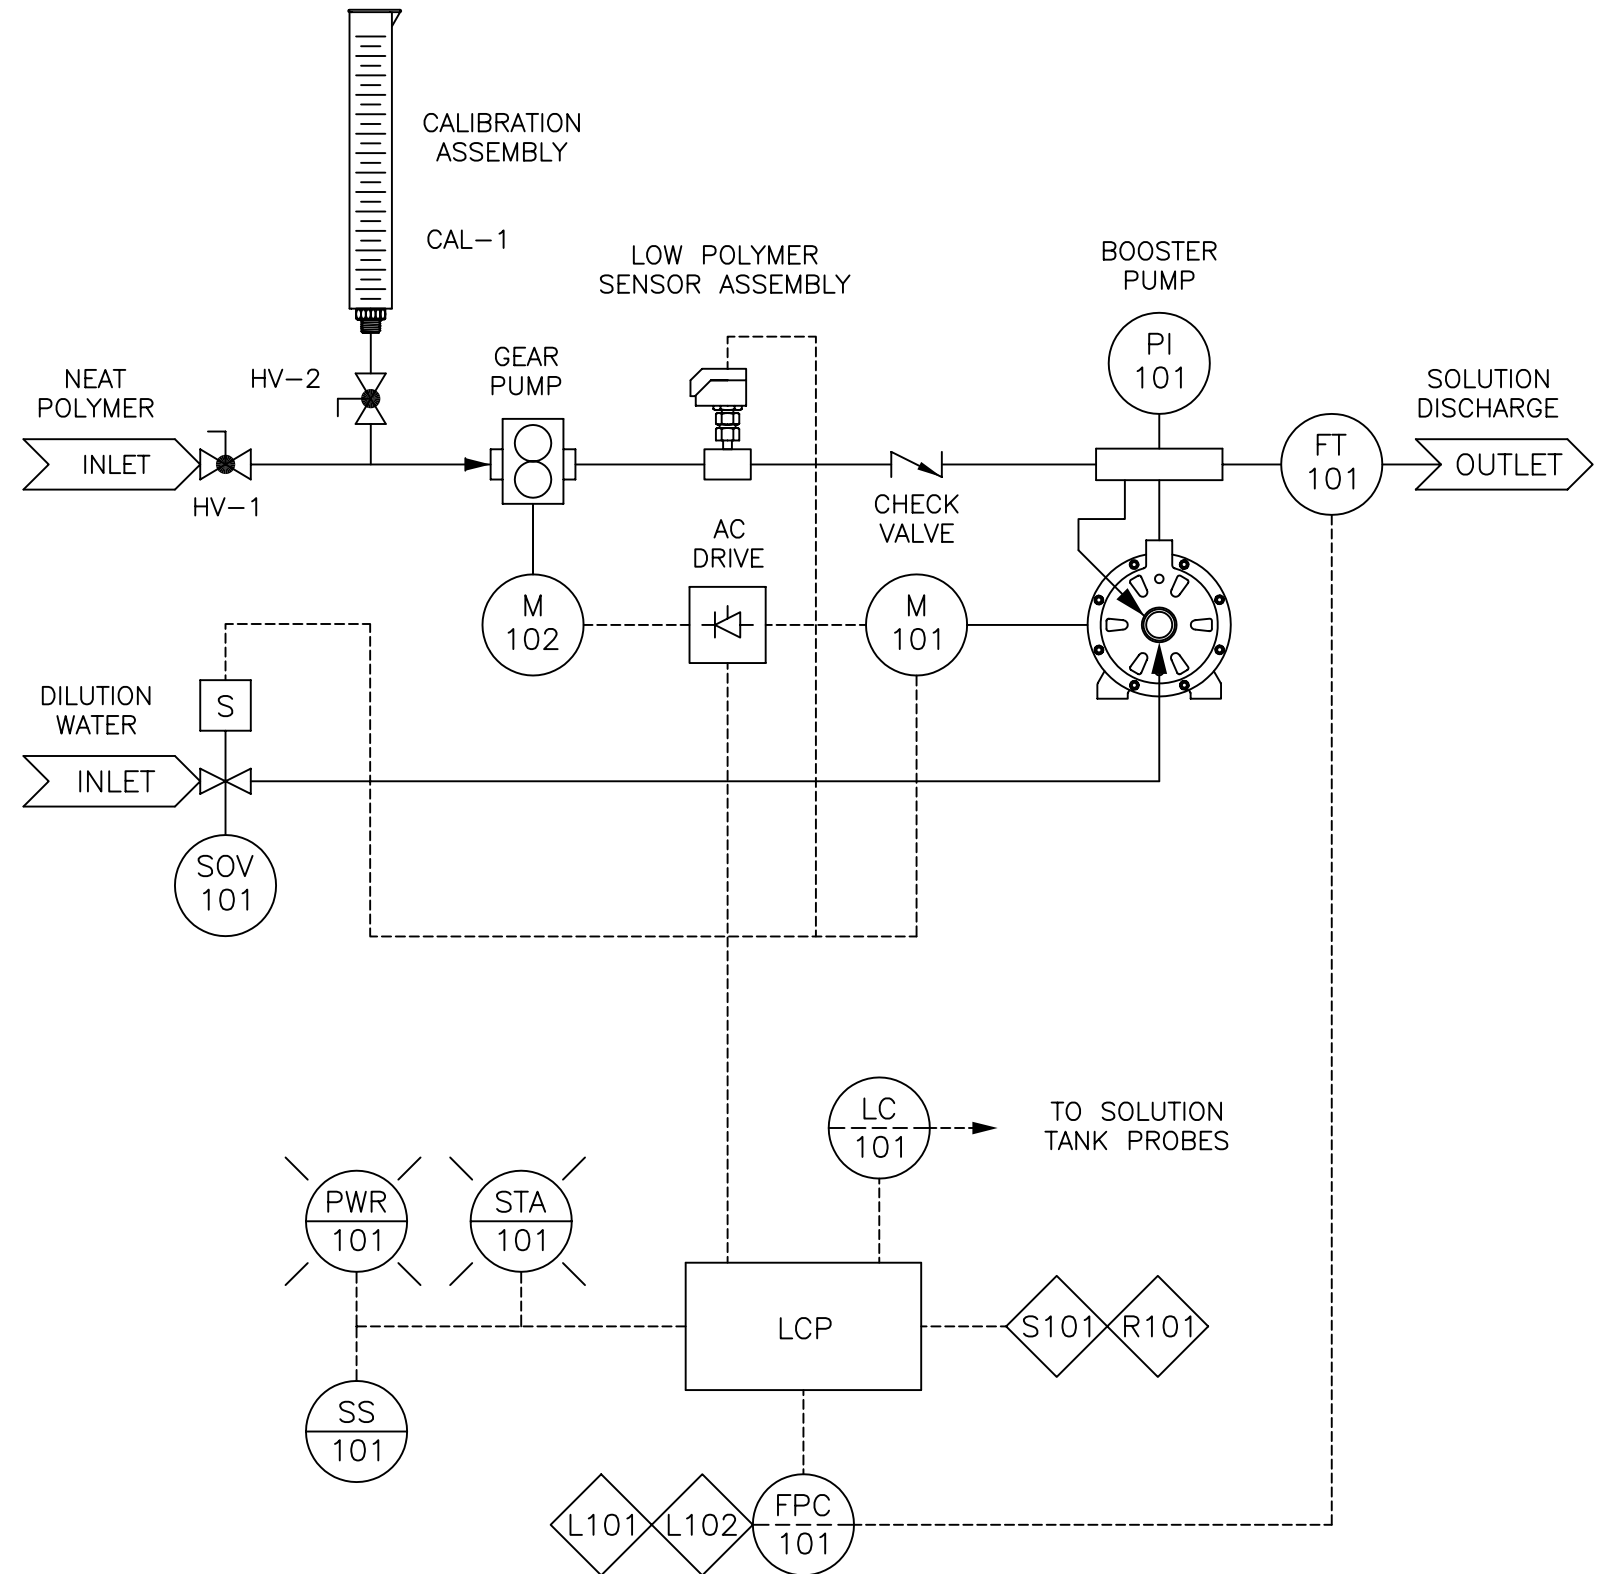 CALIBRATION
ASSEMBLY
CAL-1
LOW POLYMER
SENSOR ASSEMBLY
BOOSTER
PUMP
PI
101
NEAT
POLYMER
INLET
HV-1
HV-2
GEAR
PUMP
CHECK
VALVE
FT
101
SOLUTION
DISCHARGE
OUTLET
AC
DRIVE
M
102
M
101
DILUTION
WATER
S
INLET
SOV
101
LC
101
TO SOLUTION
TANK PROBES
PWR
101
STA
101
LCP
S101
R101
SS
101
L101
L102
FPC
101